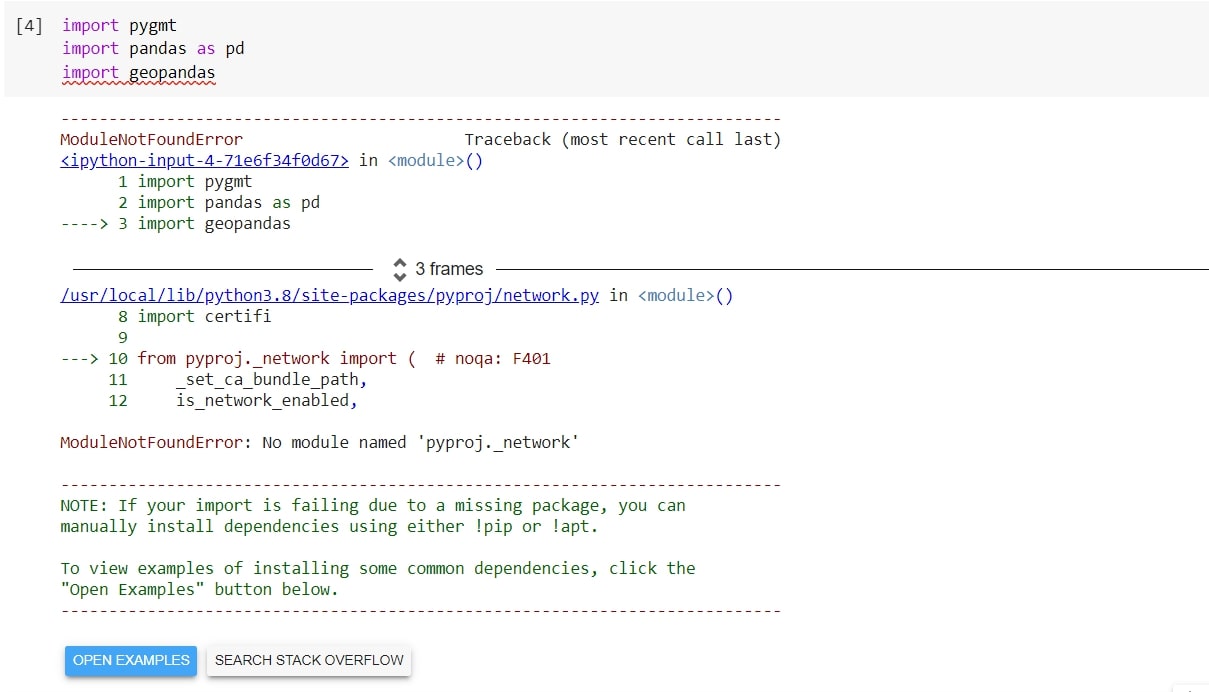 [4] import pygmt
import pandas as pd
import geopandas
---------------------------------------------------------------------------
ModuleNotFoundError                       Traceback (most recent call last)
<ipython-input-4-71e6f34f0d67> in <module>()
      1 import pygmt
      2 import pandas as pd
----> 3 import geopandas
3 frames
/usr/local/lib/python3.8/site-packages/pyproj/network.py in <module>()
      8 import certifi
      9
---> 10 from pyproj._network import (  # noqa: F401
     11     _set_ca_bundle_path,
     12     is_network_enabled,
ModuleNotFoundError: No module named 'pyproj._network'
---------------------------------------------------------------------------
NOTE: If your import is failing due to a missing package, you can
manually install dependencies using either !pip or !apt.
To view examples of installing some common dependencies, click the
"Open Examples" button below.
---------------------------------------------------------------------------
OPEN EXAMPLES SEARCH STACK OVERFLOW